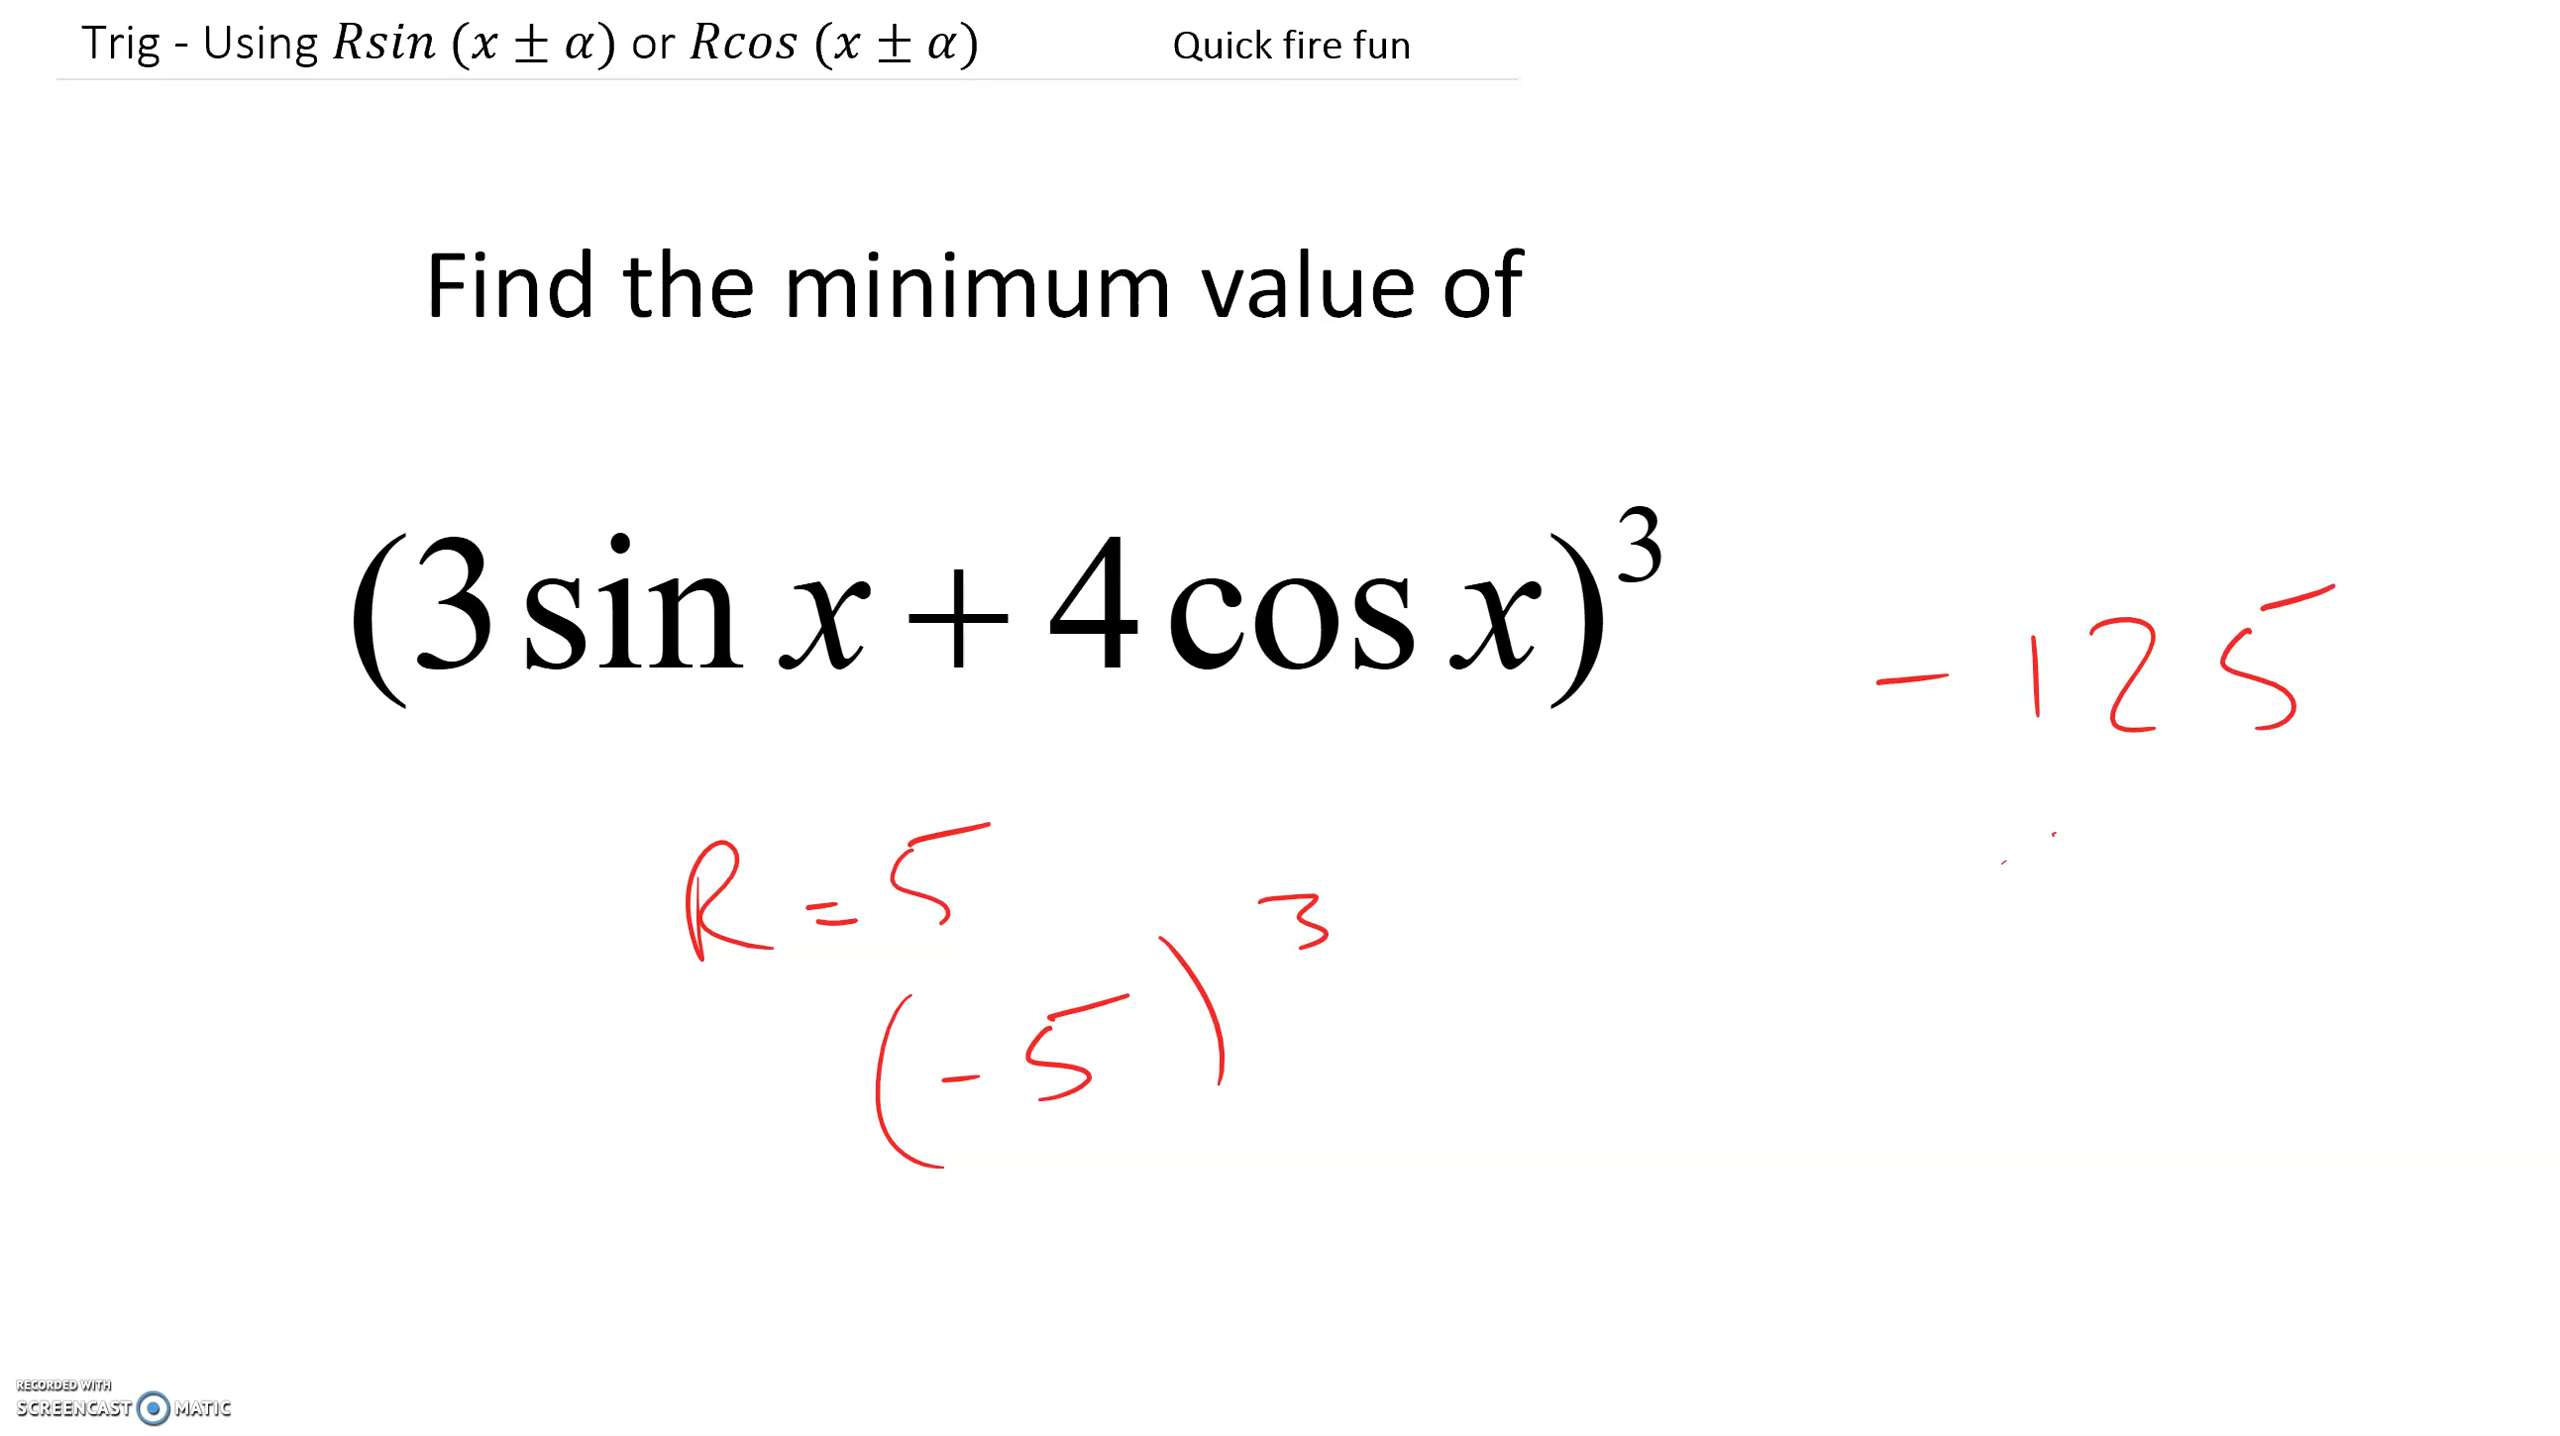 Trig - Using Rsin (x ± α) or Rcos (x ± α) Quick fire fun
Find the minimum value of
(3 sin x + 4 cos x)³
- 125
R = 5
(- 5)³
RECORDED WITH
SCREENCAST MATIC